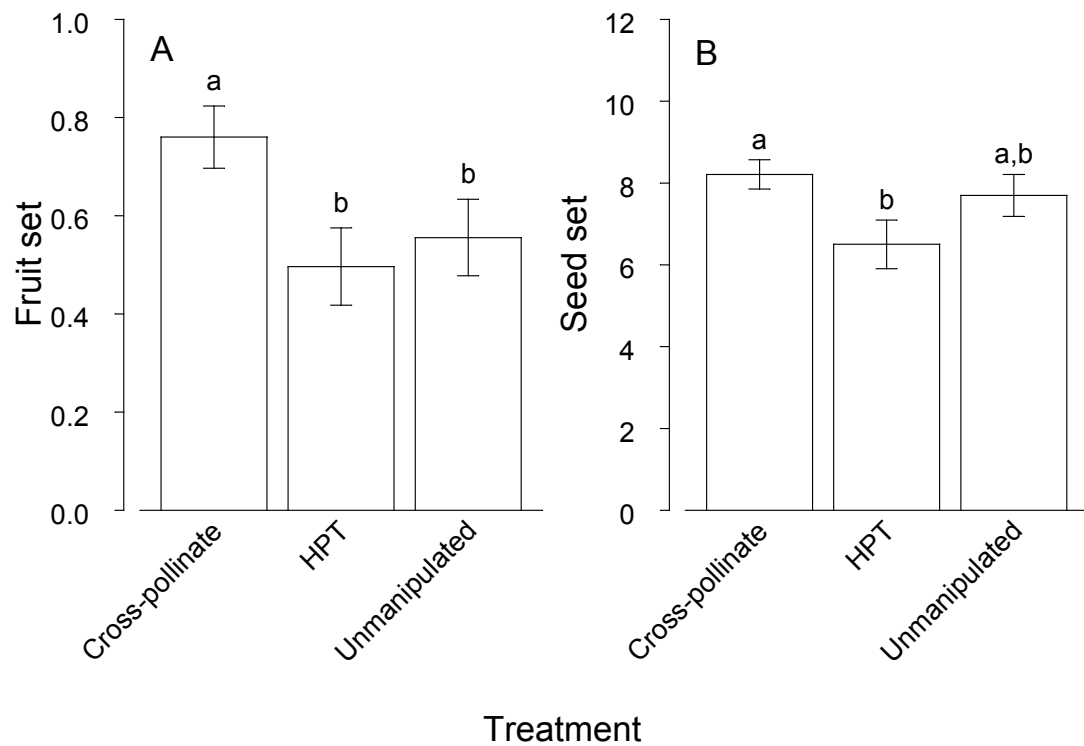 A
Fruit set
1.0
0.8
0.6
0.4
0.2
0.0
a
b
b
Cross-pollinate
HPT
Unmanipulated
B
Seed set
12
10
8
6
4
2
0
a
b
a,b
Cross-pollinate
HPT
Unmanipulated
Treatment